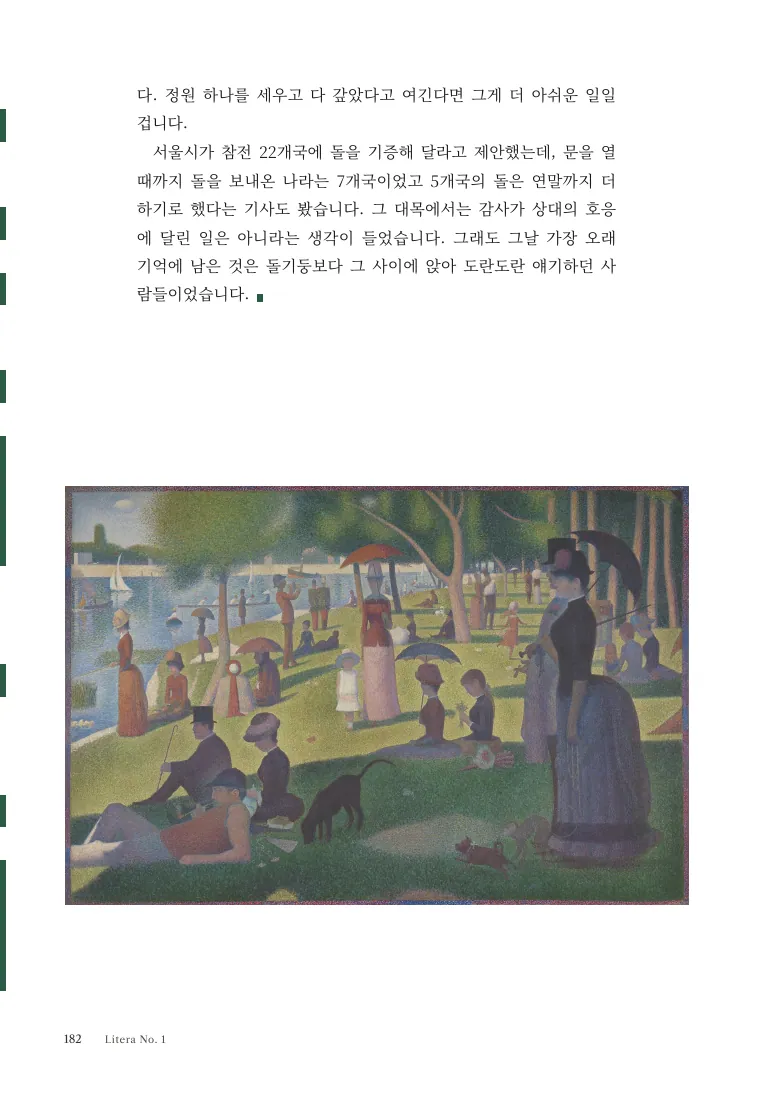 다. 정원 하나를 세우고 다 갚았다고 여긴다면 그게 더 아쉬운 일일
겁니다.
서울시가 참전 22개국에 돌을 기증해 달라고 제안했는데, 문을 열
때까지 돌을 보내온 나라는 7개국이었고 5개국의 돌은 연말까지 더
하기로 했다는 기사도 봤습니다. 그 대목에서는 감사가 상대의 호응
에 달린 일은 아니라는 생각이 들었습니다. 그래도 그날 가장 오래
기억에 남은 것은 돌기둥보다 그 사이에 앉아 도란도란 얘기하던 사
람들이었습니다.
182 Litera No. 1